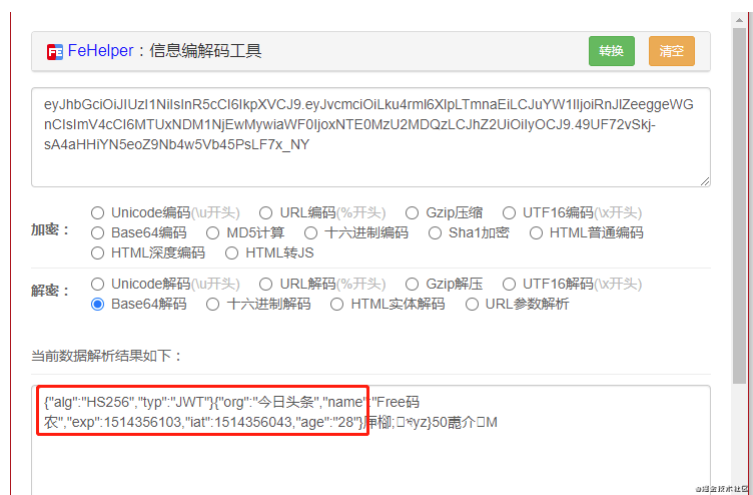 FeHelper：信息编解码工具
转换
清空
eyJhbGciOiJIUzI1NiIsInR5cCI6IkpXVCJ9.eyJvcmciOiLku4rml6XlpLTmnaEiLCJuYW1lIjoiRnJlZeeggeWG
nCIsImV4cCI6MTUxNDM1NjEwMywiaWF0IjoxNTE0MzU2MDQzLCJhZ2UiOiIyOCJ9.49UF72vSkj-
sA4aHHiYN5eoZ9Nb4w5Vb45PsLF7x_NY
加密：
Unicode编码(\u开头) URL编码(%开头) Gzip压缩 UTF16编码(\x开头)
Base64编码 MD5计算 十六进制编码 Sha1加密 HTML普通编码
HTML深度编码 HTML转JS
解密：
Unicode解码(\u开头) URL解码(%开头) Gzip解压 UTF16解码(\x开头)
Base64解码 十六进制解码 HTML实体解码 URL参数解析
当前数据解析结果如下：
{"alg":"HS256","typ":"JWT"}{"org":"今日头条","name":"Free码
农","exp":1514356103,"iat":1514356043,"age":"28"}
@掘金技术社区